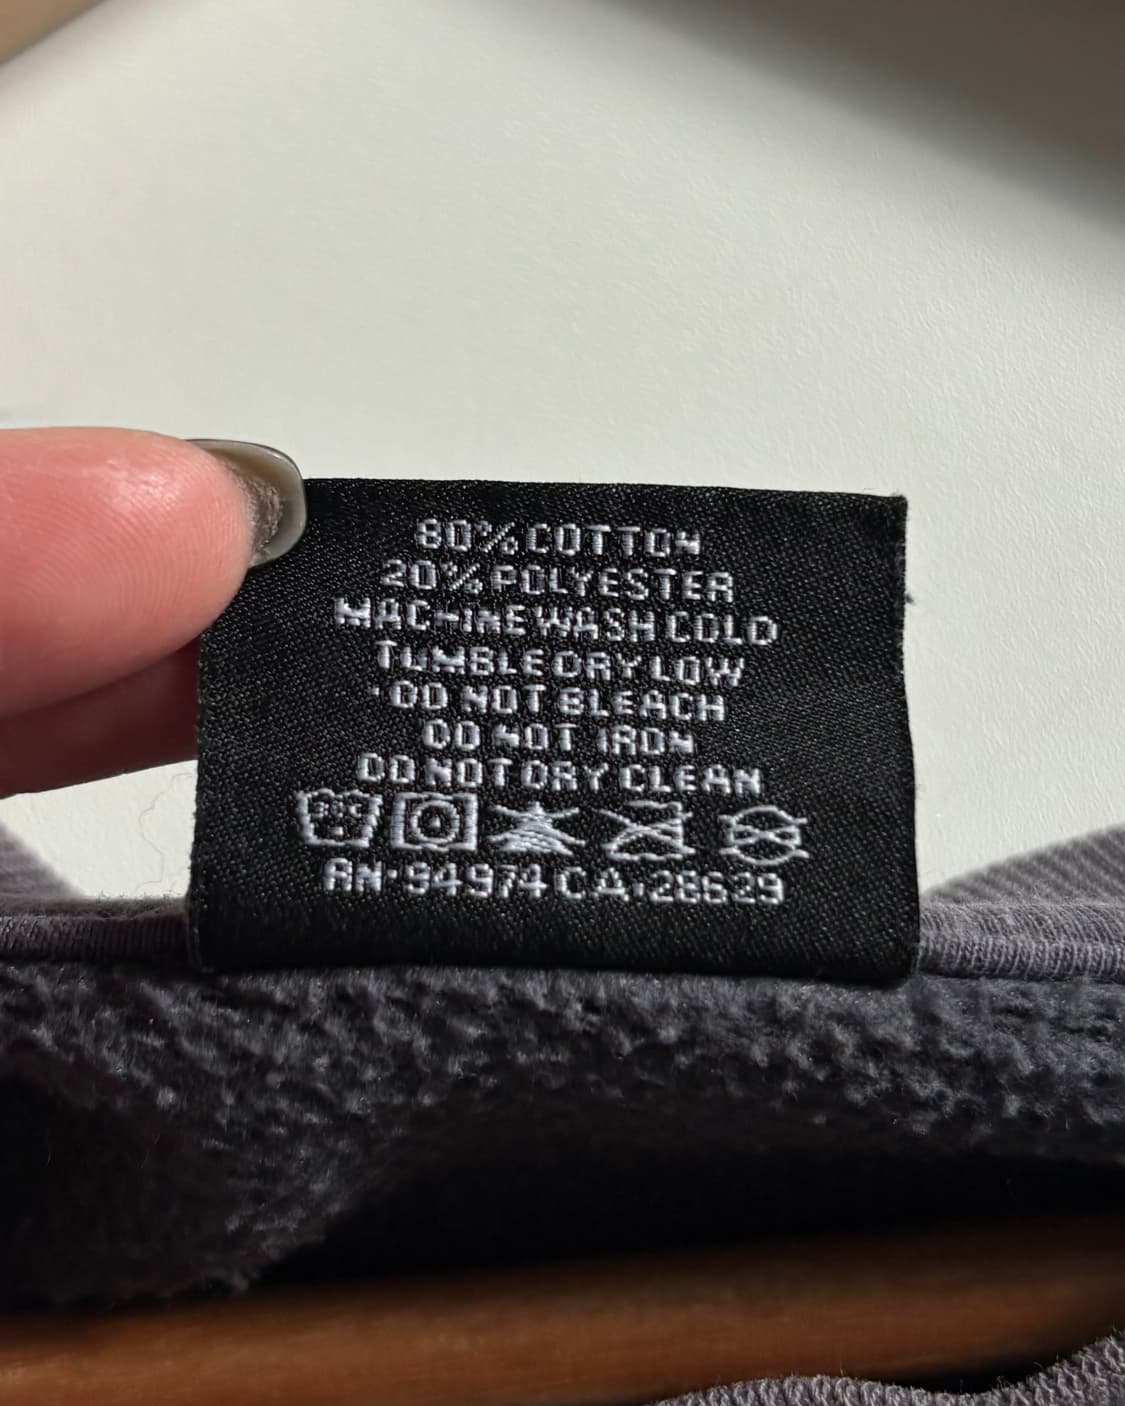 80% COTTON
20% POLYESTER
MACHINE WASH COLD
TUMBLE DRY LOW
DO NOT BLEACH
DO NOT IRON
DO NOT DRY CLEAN
RN·94974 CA·28629